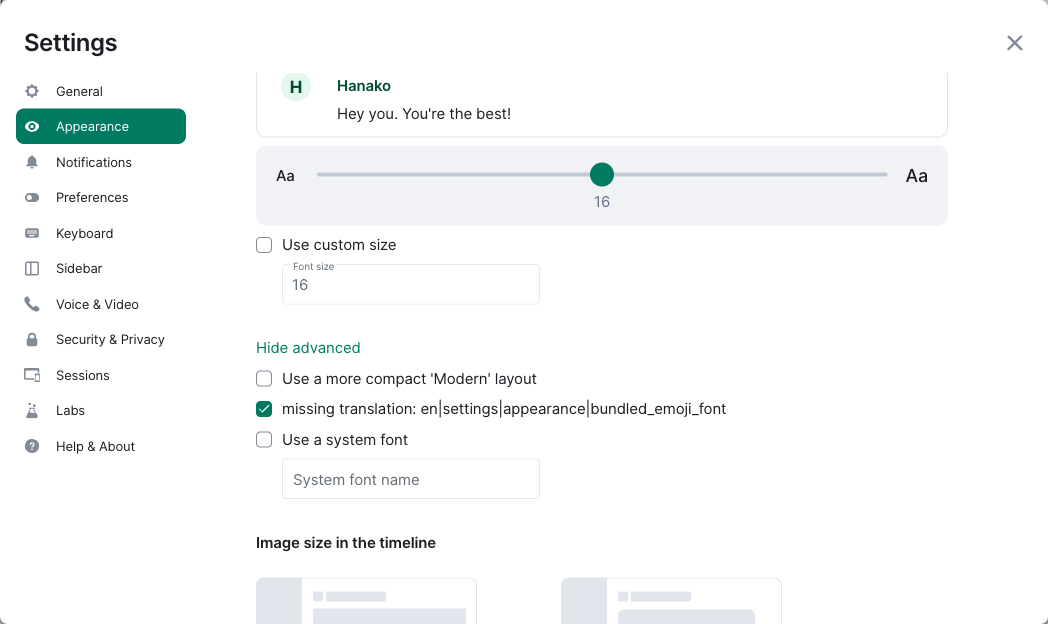 Settings
General
Appearance
Notifications
Preferences
Keyboard
Sidebar
Voice & Video
Security & Privacy
Sessions
Labs
Help & About
H
Hanako
Hey you. You're the best!
Aa
Aa
16
Use custom size
Font size
16
Hide advanced
Use a more compact 'Modern' layout
missing translation: en|settings|appearance|bundled_emoji_font
Use a system font
System font name
Image size in the timeline